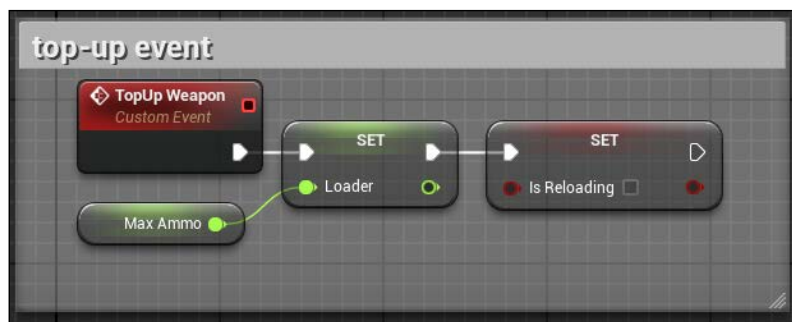 top-up event
TopUp Weapon
Custom Event
SET
SET
Loader
Is Reloading
Max Ammo